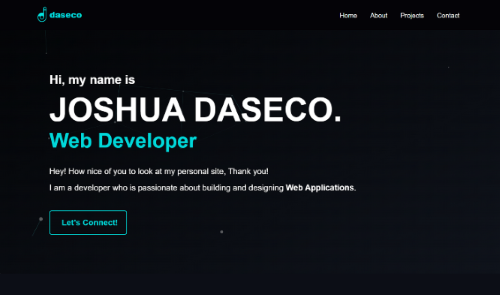 daseco
Home About Projects Contact
Hi, my name is
JOSHUA DASECO.
Web Developer
Hey! How nice of you to look at my personal site, Thank you!
I am a developer who is passionate about building and designing Web Applications.
Let's Connect!